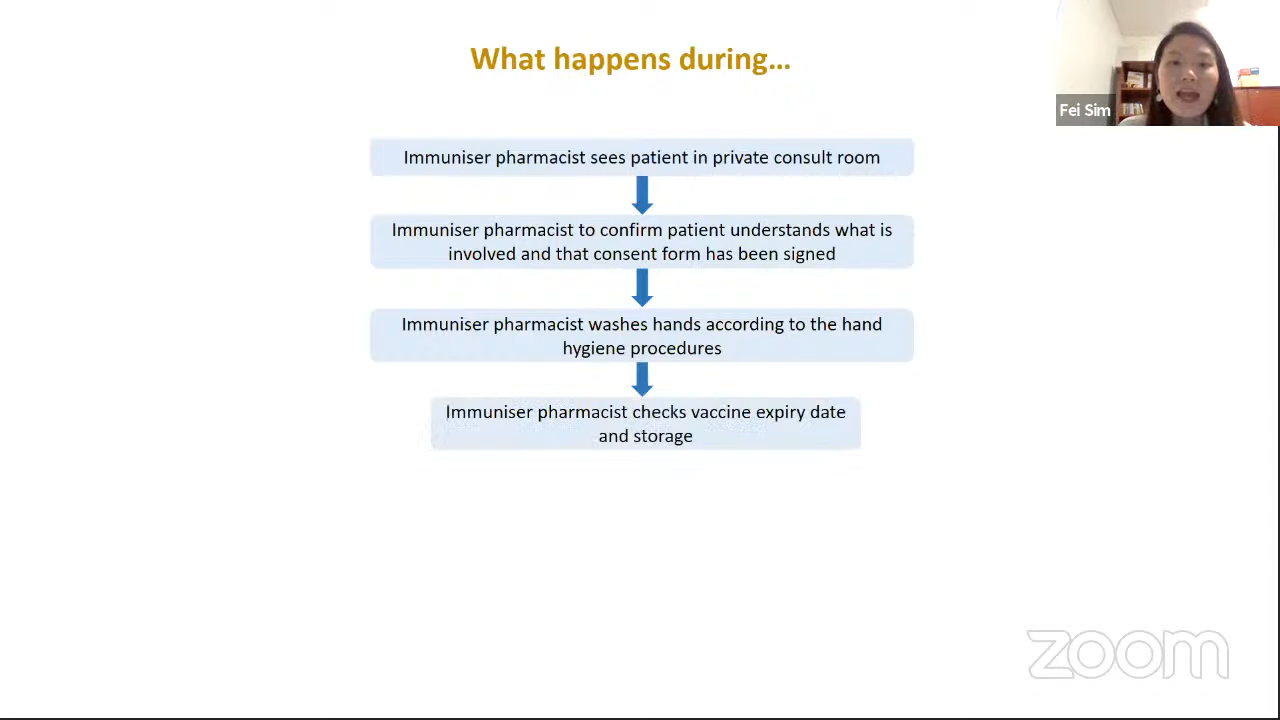 What happens during...
Fei Sim
Immuniser pharmacist sees patient in private consult room
Immuniser pharmacist to confirm patient understands what is
involved and that consent form has been signed
Immuniser pharmacist washes hands according to the hand
hygiene procedures
Immuniser pharmacist checks vaccine expiry date
and storage
zoom